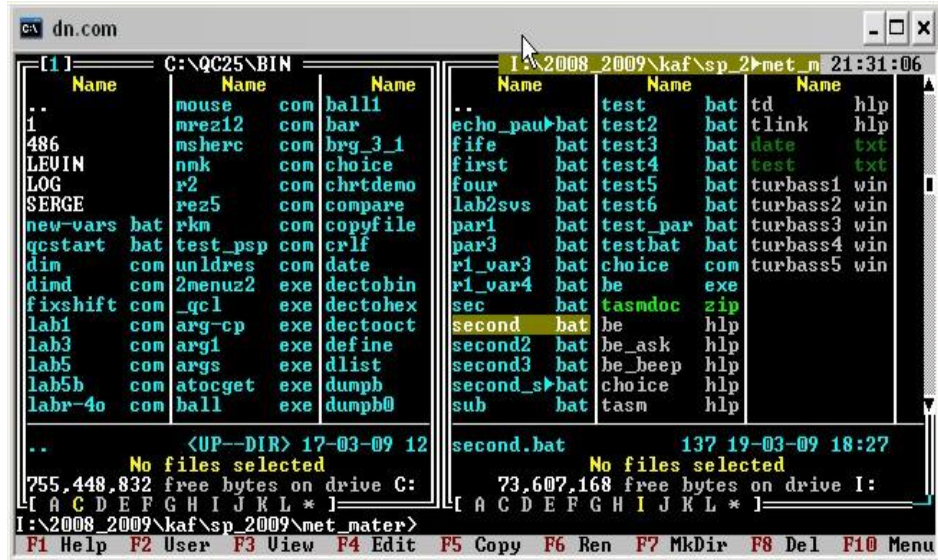 dn.com
[1] C:\QC25\BIN
Name Name Name
.. mouse com ball1
1 mrez12 com bar
486 msherc com brg_3_1
LEVIN nmk com choice
LOG r2 com chrtdemo
SERGE rez5 com compare
new-vars bat rkm com copyfile
qcstart bat test_psp com crlf
dim com unldres com date
dimd com 2menuz2 exe dectobin
fixshift com _qcl exe dectohex
lab1 com arg-cp exe dectooct
lab3 com arg1 exe define
lab5 com args exe dlist
lab5b com atocget exe dumpb
labr-4o com ball exe dumpb0
.. <UP--DIR> 17-03-09 12
No files selected
755,448,832 free bytes on drive C:
[ A C D E F G H I J K L * ]
I:\2008_2009\kaf\sp_2►met_m 21:31:06
Name Name Name
.. test bat td hlp
echo_pau►bat test2 bat tlink hlp
fife bat test3 bat date txt
first bat test4 bat test txt
four bat test5 bat turbass1 win
lab2svs bat test6 bat turbass2 win
par1 bat test_par bat turbass3 win
par3 bat testbat bat turbass4 win
r1_var3 bat choice com turbass5 win
r1_var4 bat be exe
sec bat tasmdoc zip
second bat be hlp
second2 bat be_ask hlp
second3 bat be_beep hlp
second_s►bat choice hlp
sub bat tasm hlp
second.bat 137 19-03-09 18:27
No files selected
73,607,168 free bytes on drive I:
[ A C D E F G H I J K L * ]
I:\2008_2009\kaf\sp_2009\met_mater>
F1 Help F2 User F3 View F4 Edit F5 Copy F6 Ren F7 MkDir F8 Del F10 Menu